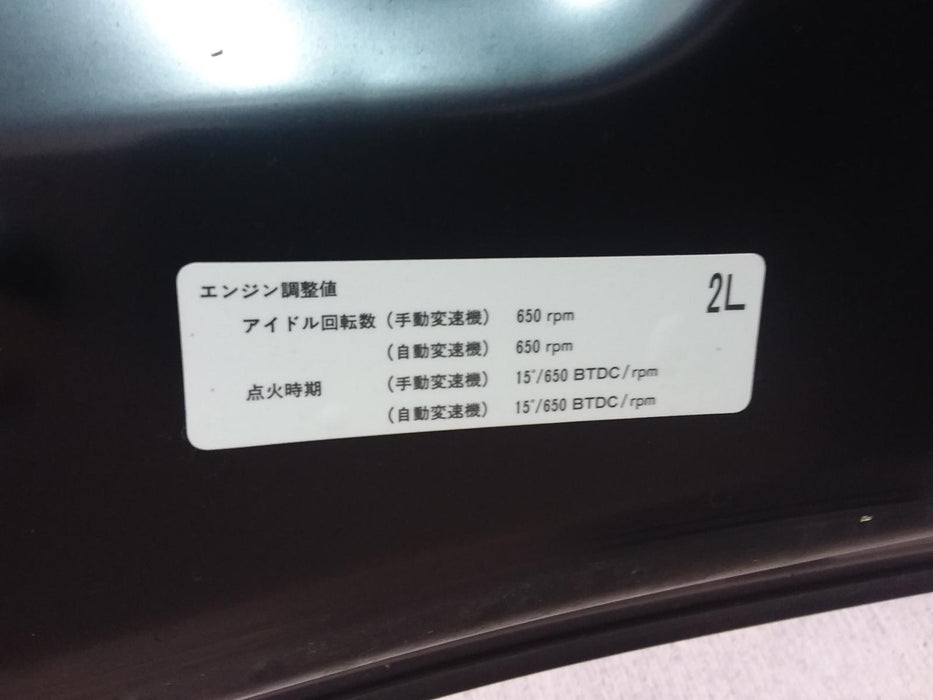 エンジン調整値
2L
アイドル回転数 (手動変速機) 650 rpm
(自動変速機) 650 rpm
点火時期 (手動変速機) 15°/650 BTDC/rpm
(自動変速機) 15°/650 BTDC/rpm